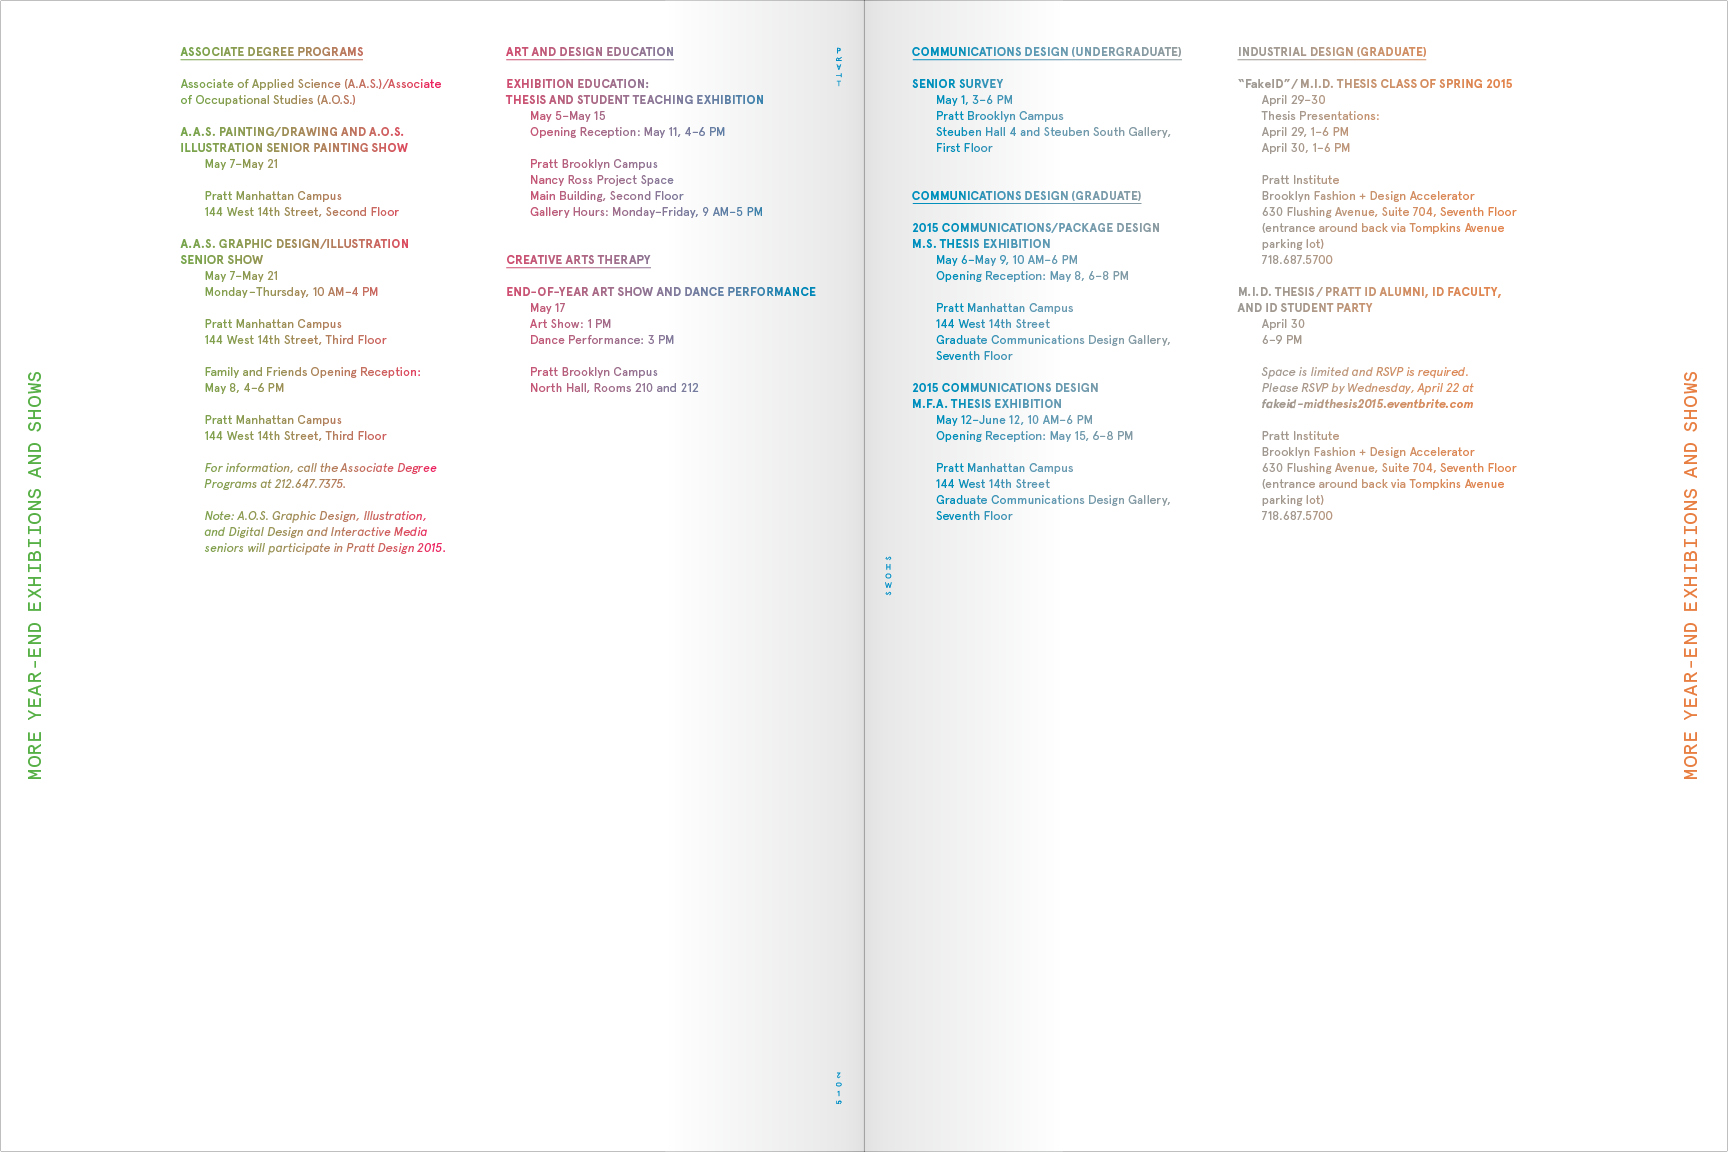 MORE YEAR-END EXHIBIIONS AND SHOWS
ASSOCIATE DEGREE PROGRAMS
Associate of Applied Science (A.A.S.)/Associate
of Occupational Studies (A.O.S.)
A.A.S. PAINTING/DRAWING AND A.O.S.
ILLUSTRATION SENIOR PAINTING SHOW
May 7–May 21
Pratt Manhattan Campus
144 West 14th Street, Second Floor
A.A.S. GRAPHIC DESIGN/ILLUSTRATION
SENIOR SHOW
May 7–May 21
Monday–Thursday, 10 AM–4 PM
Pratt Manhattan Campus
144 West 14th Street, Third Floor
Family and Friends Opening Reception:
May 8, 4–6 PM
Pratt Manhattan Campus
144 West 14th Street, Third Floor
For information, call the Associate Degree
Programs at 212.647.7375.
Note: A.O.S. Graphic Design, Illustration,
and Digital Design and Interactive Media
seniors will participate in Pratt Design 2015.
ART AND DESIGN EDUCATION
EXHIBITION EDUCATION:
THESIS AND STUDENT TEACHING EXHIBITION
May 5–May 15
Opening Reception: May 11, 4–6 PM
Pratt Brooklyn Campus
Nancy Ross Project Space
Main Building, Second Floor
Gallery Hours: Monday–Friday, 9 AM–5 PM
CREATIVE ARTS THERAPY
END-OF-YEAR ART SHOW AND DANCE PERFORMANCE
May 17
Art Show: 1 PM
Dance Performance: 3 PM
Pratt Brooklyn Campus
North Hall, Rooms 210 and 212
PRATT
2015
COMMUNICATIONS DESIGN (UNDERGRADUATE)
SENIOR SURVEY
May 1, 3–6 PM
Pratt Brooklyn Campus
Steuben Hall 4 and Steuben South Gallery,
First Floor
COMMUNICATIONS DESIGN (GRADUATE)
2015 COMMUNICATIONS/PACKAGE DESIGN
M.S. THESIS EXHIBITION
May 6–May 9, 10 AM–6 PM
Opening Reception: May 8, 6–8 PM
Pratt Manhattan Campus
144 West 14th Street
Graduate Communications Design Gallery,
Seventh Floor
2015 COMMUNICATIONS DESIGN
M.F.A. THESIS EXHIBITION
May 12–June 12, 10 AM–6 PM
Opening Reception: May 15, 6–8 PM
Pratt Manhattan Campus
144 West 14th Street
Graduate Communications Design Gallery,
Seventh Floor
SHOWS
INDUSTRIAL DESIGN (GRADUATE)
“FakeID”/ M.I.D. THESIS CLASS OF SPRING 2015
April 29–30
Thesis Presentations:
April 29, 1–6 PM
April 30, 1–6 PM
Pratt Institute
Brooklyn Fashion + Design Accelerator
630 Flushing Avenue, Suite 704, Seventh Floor
(entrance around back via Tompkins Avenue
parking lot)
718.687.5700
M.I.D. THESIS / PRATT ID ALUMNI, ID FACULTY,
AND ID STUDENT PARTY
April 30
6–9 PM
Space is limited and RSVP is required.
Please RSVP by Wednesday, April 22 at
fakeid-midthesis2015.eventbrite.com
Pratt Institute
Brooklyn Fashion + Design Accelerator
630 Flushing Avenue, Suite 704, Seventh Floor
(entrance around back via Tompkins Avenue
parking lot)
718.687.5700
MORE YEAR-END EXHIBIIONS AND SHOWS